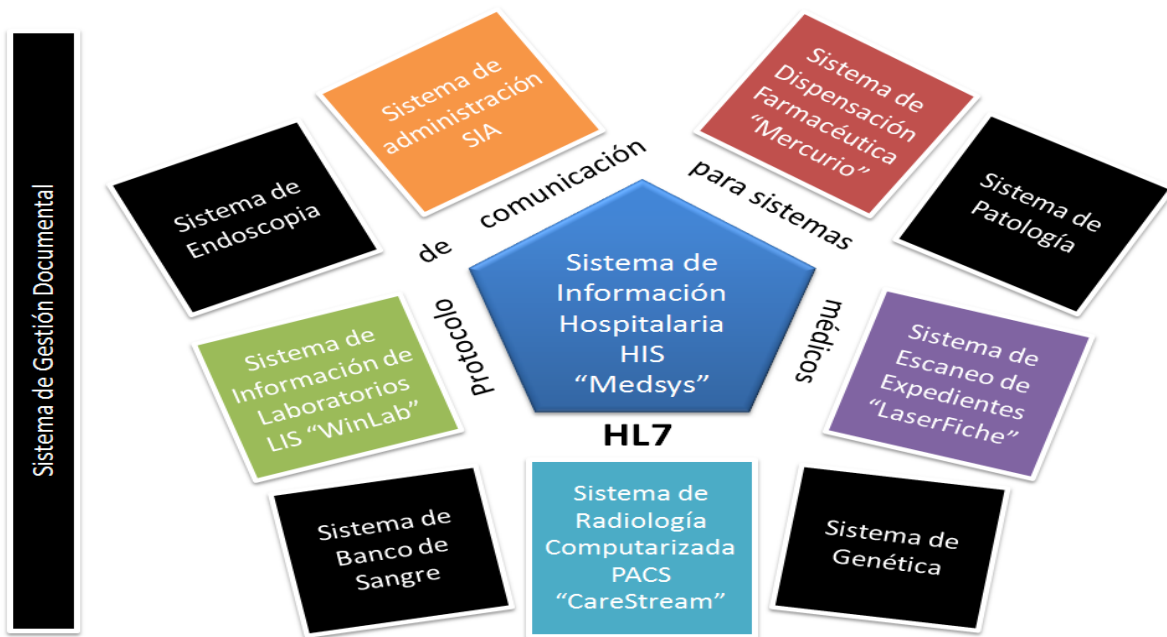 Sistema de Gestión Documental
Sistema de
Endoscopia
Sistema de
administración
SIA
Sistema de
Dispensación
Farmacéutica
“Mercurio”
Sistema de
Patología
Protocolo
de
comunicación
para sistemas
médicos
Sistema de
Información
Hospitalaria
HIS
“Medsys”
HL7
Sistema de
Información de
Laboratorios
LIS “WinLab”
Sistema de
Escaneo de
Expedientes
“LaserFiche”
Sistema de
Banco de
Sangre
Sistema de
Radiología
Computarizada
PACS
“CareStream”
Sistema de
Genética